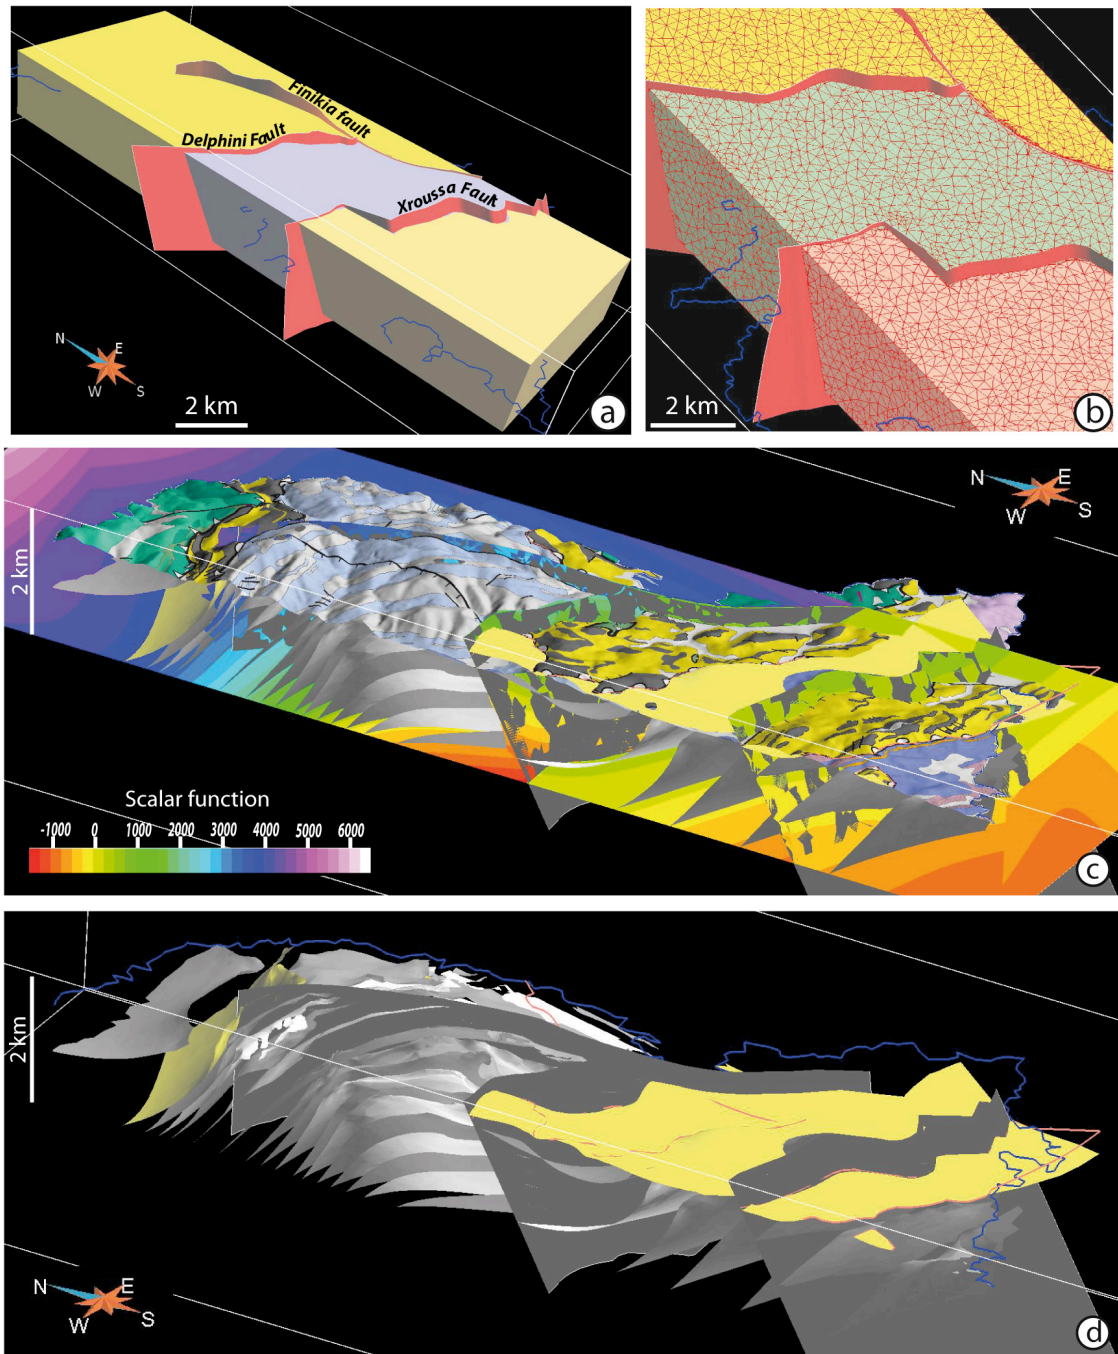 Finikia fault
Delphini Fault
Xroussa Fault
N
E
W
S
2 km
a
2 km
b
N
E
W
S
2 km
Scalar function
-1000 0 1000 2000 3000 4000 5000 6000
c
2 km
N
E
W
S
d